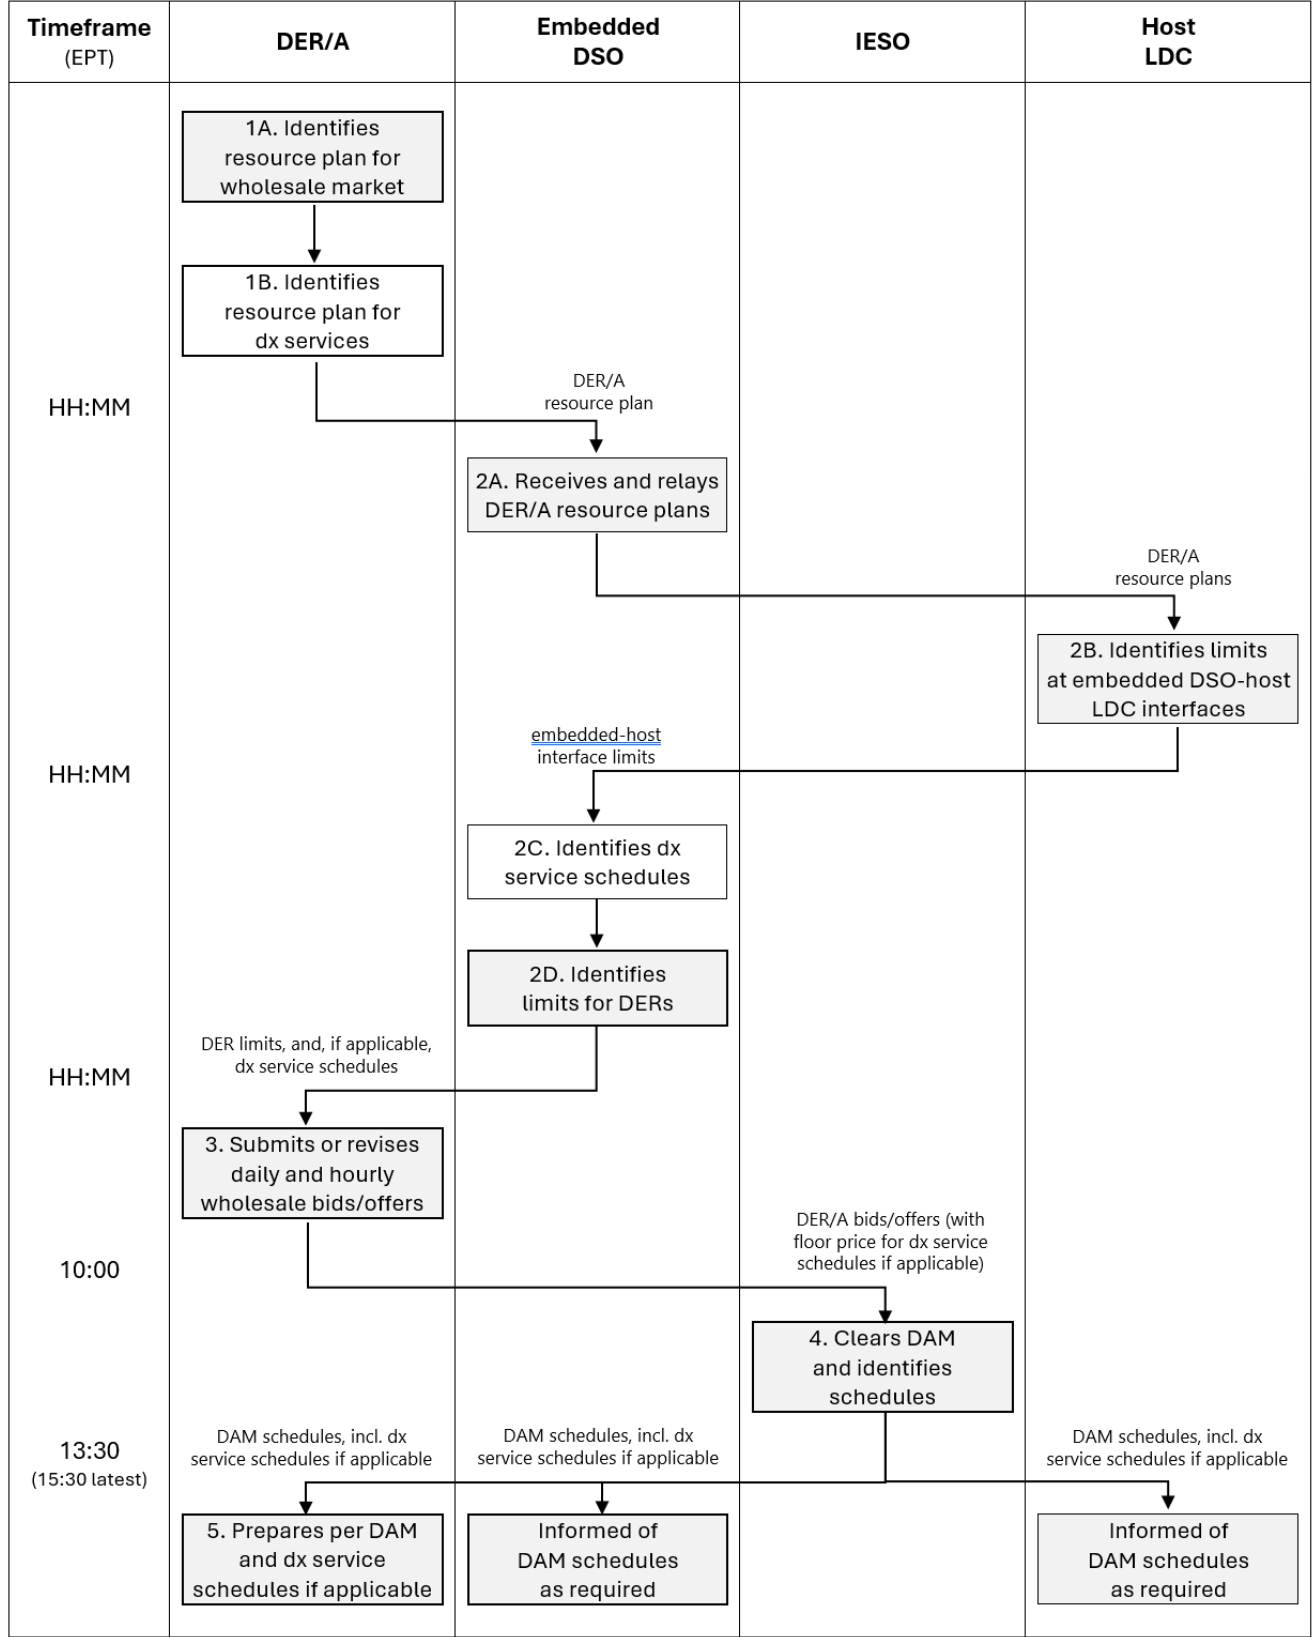 Timeframe
(EPT)
DER/A
Embedded
DSO
IESO
Host
LDC
1A. Identifies
resource plan for
wholesale market
1B. Identifies
resource plan for
dx services
HH:MM
DER/A
resource plan
2A. Receives and relays
DER/A resource plans
DER/A
resource plans
2B. Identifies limits
at embedded DSO-host
LDC interfaces
HH:MM
embedded-host
interface limits
2C. Identifies dx
service schedules
2D. Identifies
limits for DERs
HH:MM
DER limits, and, if applicable,
dx service schedules
3. Submits or revises
daily and hourly
wholesale bids/offers
10:00
DER/A bids/offers (with
floor price for dx service
schedules if applicable)
4. Clears DAM
and identifies
schedules
13:30
(15:30 latest)
DAM schedules, incl. dx
service schedules if applicable
DAM schedules, incl. dx
service schedules if applicable
DAM schedules, incl. dx
service schedules if applicable
5. Prepares per DAM
and dx service
schedules if applicable
Informed of
DAM schedules
as required
Informed of
DAM schedules
as required